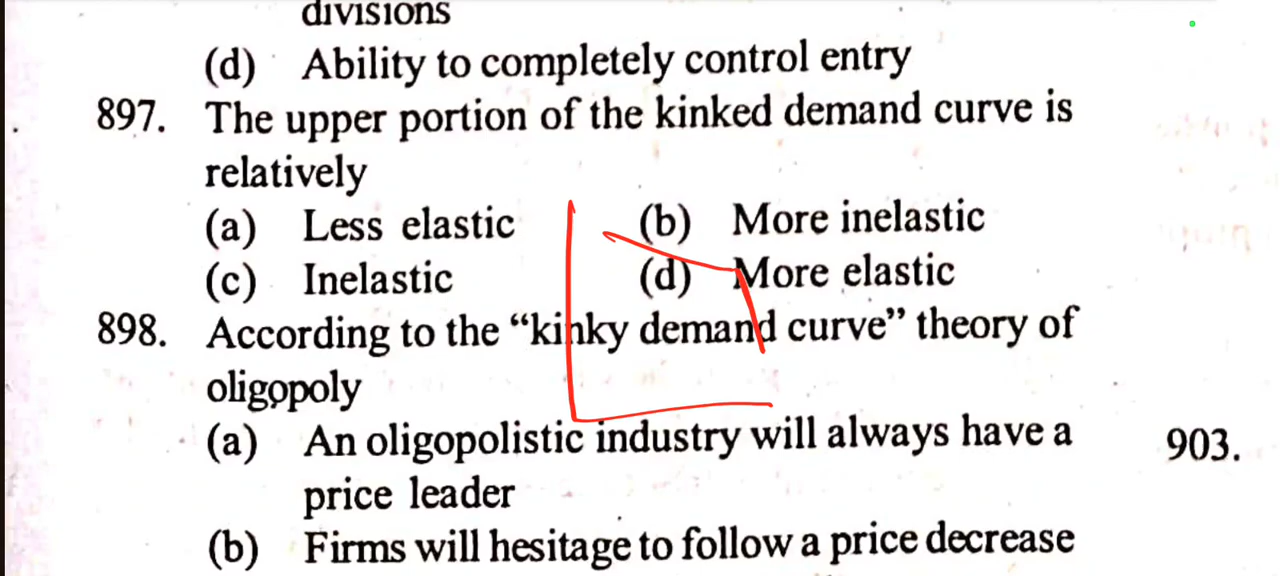 divisions
(d) Ability to completely control entry
897. The upper portion of the kinked demand curve is
relatively
(a) Less elastic (b) More inelastic
(c) Inelastic (d) More elastic
898. According to the “kinky demand curve” theory of
oligopoly
(a) An oligopolistic industry will always have a
price leader
903.
(b) Firms will hesitage to follow a price decrease